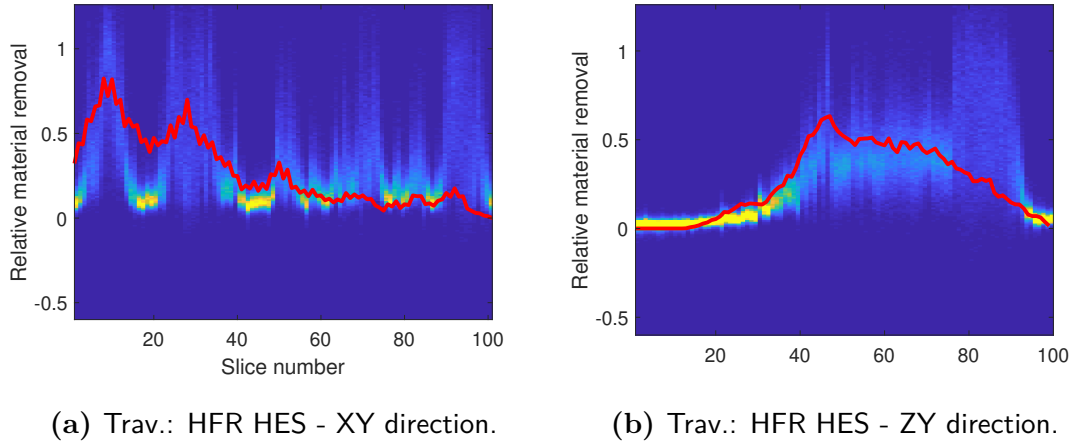 Relative material removal
1
0.5
0
-0.5
20 40 60 80 100
Slice number
(a) Trav.: HFR HES - XY direction.
Relative material removal
1
0.5
0
-0.5
20 40 60 80 100
(b) Trav.: HFR HES - ZY direction.